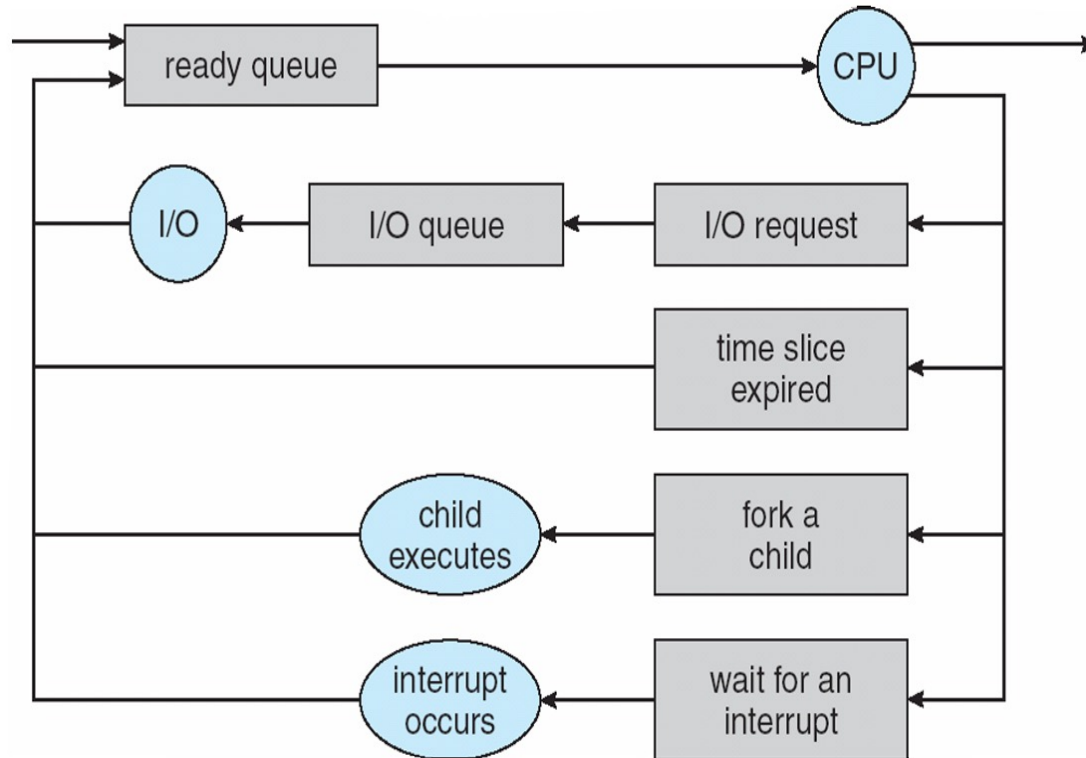 ready queue
CPU
I/O
I/O queue
I/O request
time slice
expired
child
executes
fork a
child
interrupt
occurs
wait for an
interrupt